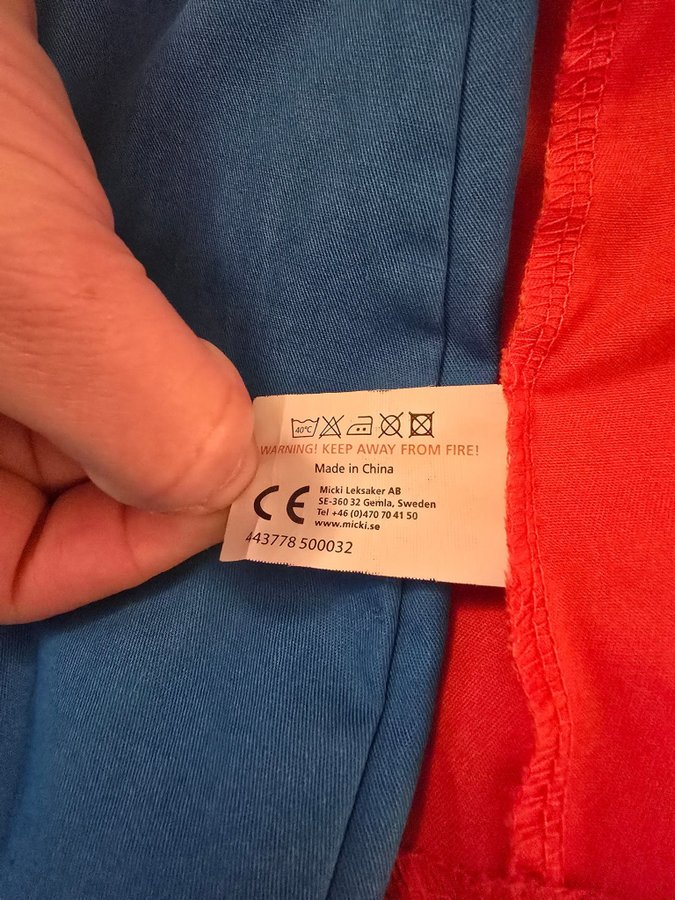 40°C
WARNING! KEEP AWAY FROM FIRE!
Made in China
CE
Micki Leksaker AB
SE-360 32 Gemla, Sweden
Tel +46 (0)470 70 41 50
www.micki.se
443778 500032